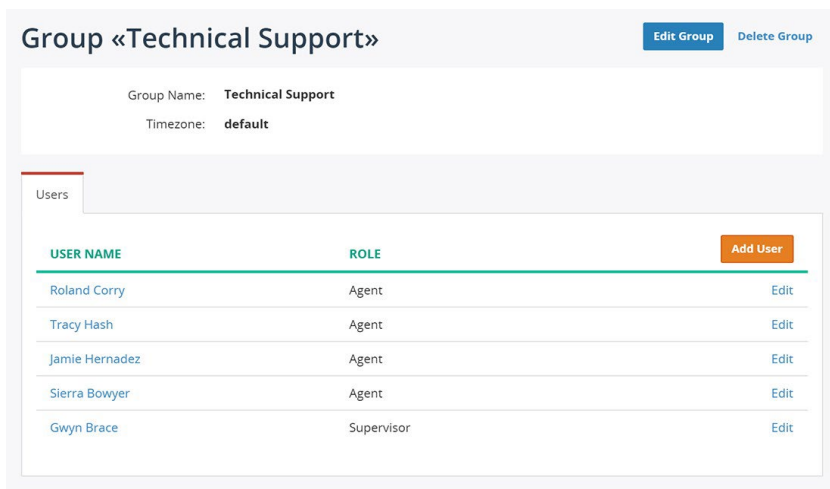 Group «Technical Support»
Edit Group Delete Group
Group Name: Technical Support
Timezone: default
Users
USER NAME ROLE Add User
Roland Corry Agent Edit
Tracy Hash Agent Edit
Jamie Hernadez Agent Edit
Sierra Bowyer Agent Edit
Gwyn Brace Supervisor Edit